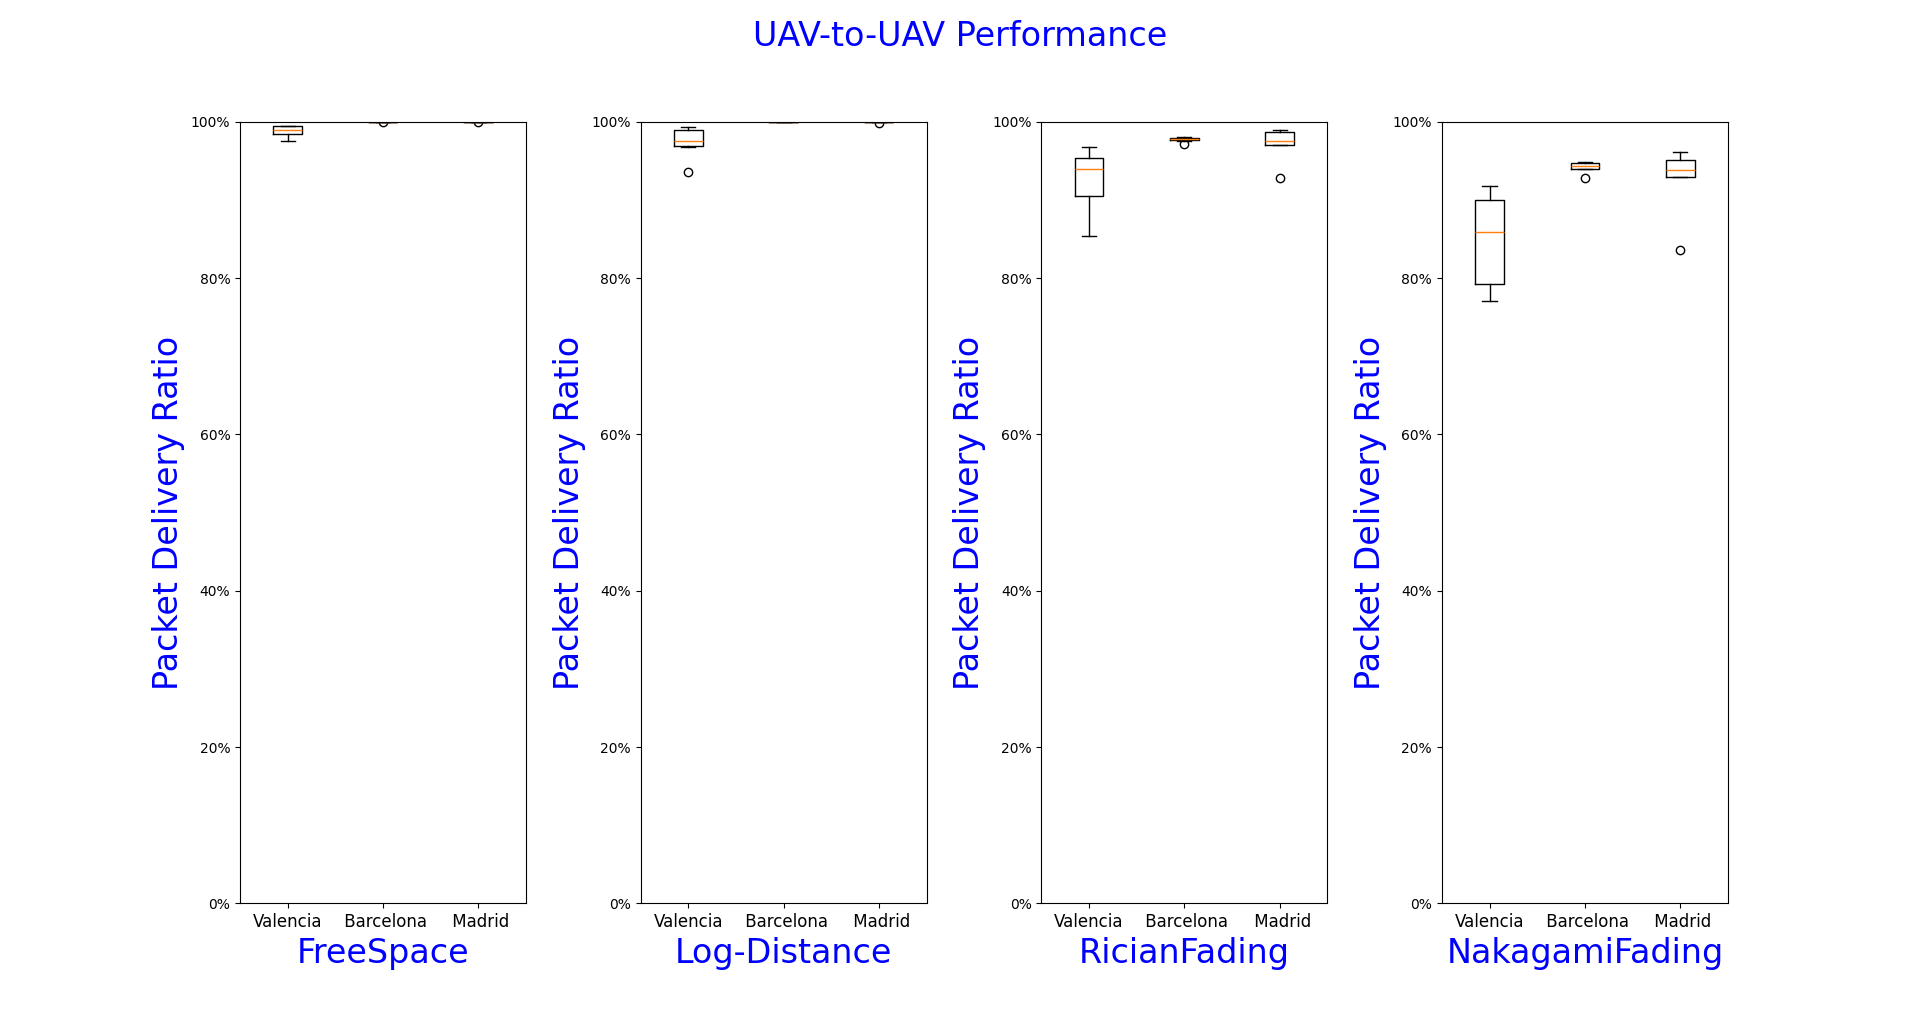 UAV-to-UAV Performance
Packet Delivery Ratio
100%
80%
60%
40%
20%
0%
Valencia Barcelona Madrid
FreeSpace
Packet Delivery Ratio
100%
80%
60%
40%
20%
0%
Valencia Barcelona Madrid
Log-Distance
Packet Delivery Ratio
100%
80%
60%
40%
20%
0%
Valencia Barcelona Madrid
RicianFading
Packet Delivery Ratio
100%
80%
60%
40%
20%
0%
Valencia Barcelona Madrid
NakagamiFading